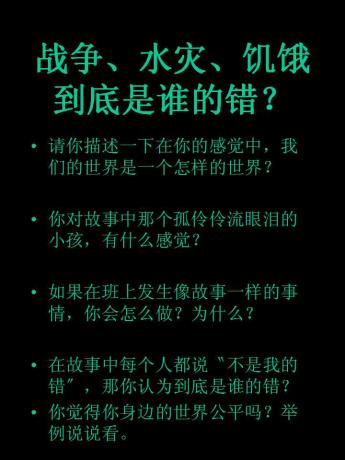 战争、水灾、饥饿
到底是谁的错？
• 请你描述一下在你的感觉中，我
们的世界是一个怎样的世界？
• 你对故事中那个孤伶伶流眼泪的
小孩，有什么感觉？
• 如果在班上发生像故事一样的事
情，你会怎么做？为什么？
• 在故事中每个人都说〝不是我的
错〞，那你认为到底是谁的错？
• 你觉得你身边的世界公平吗？举
例说说看。